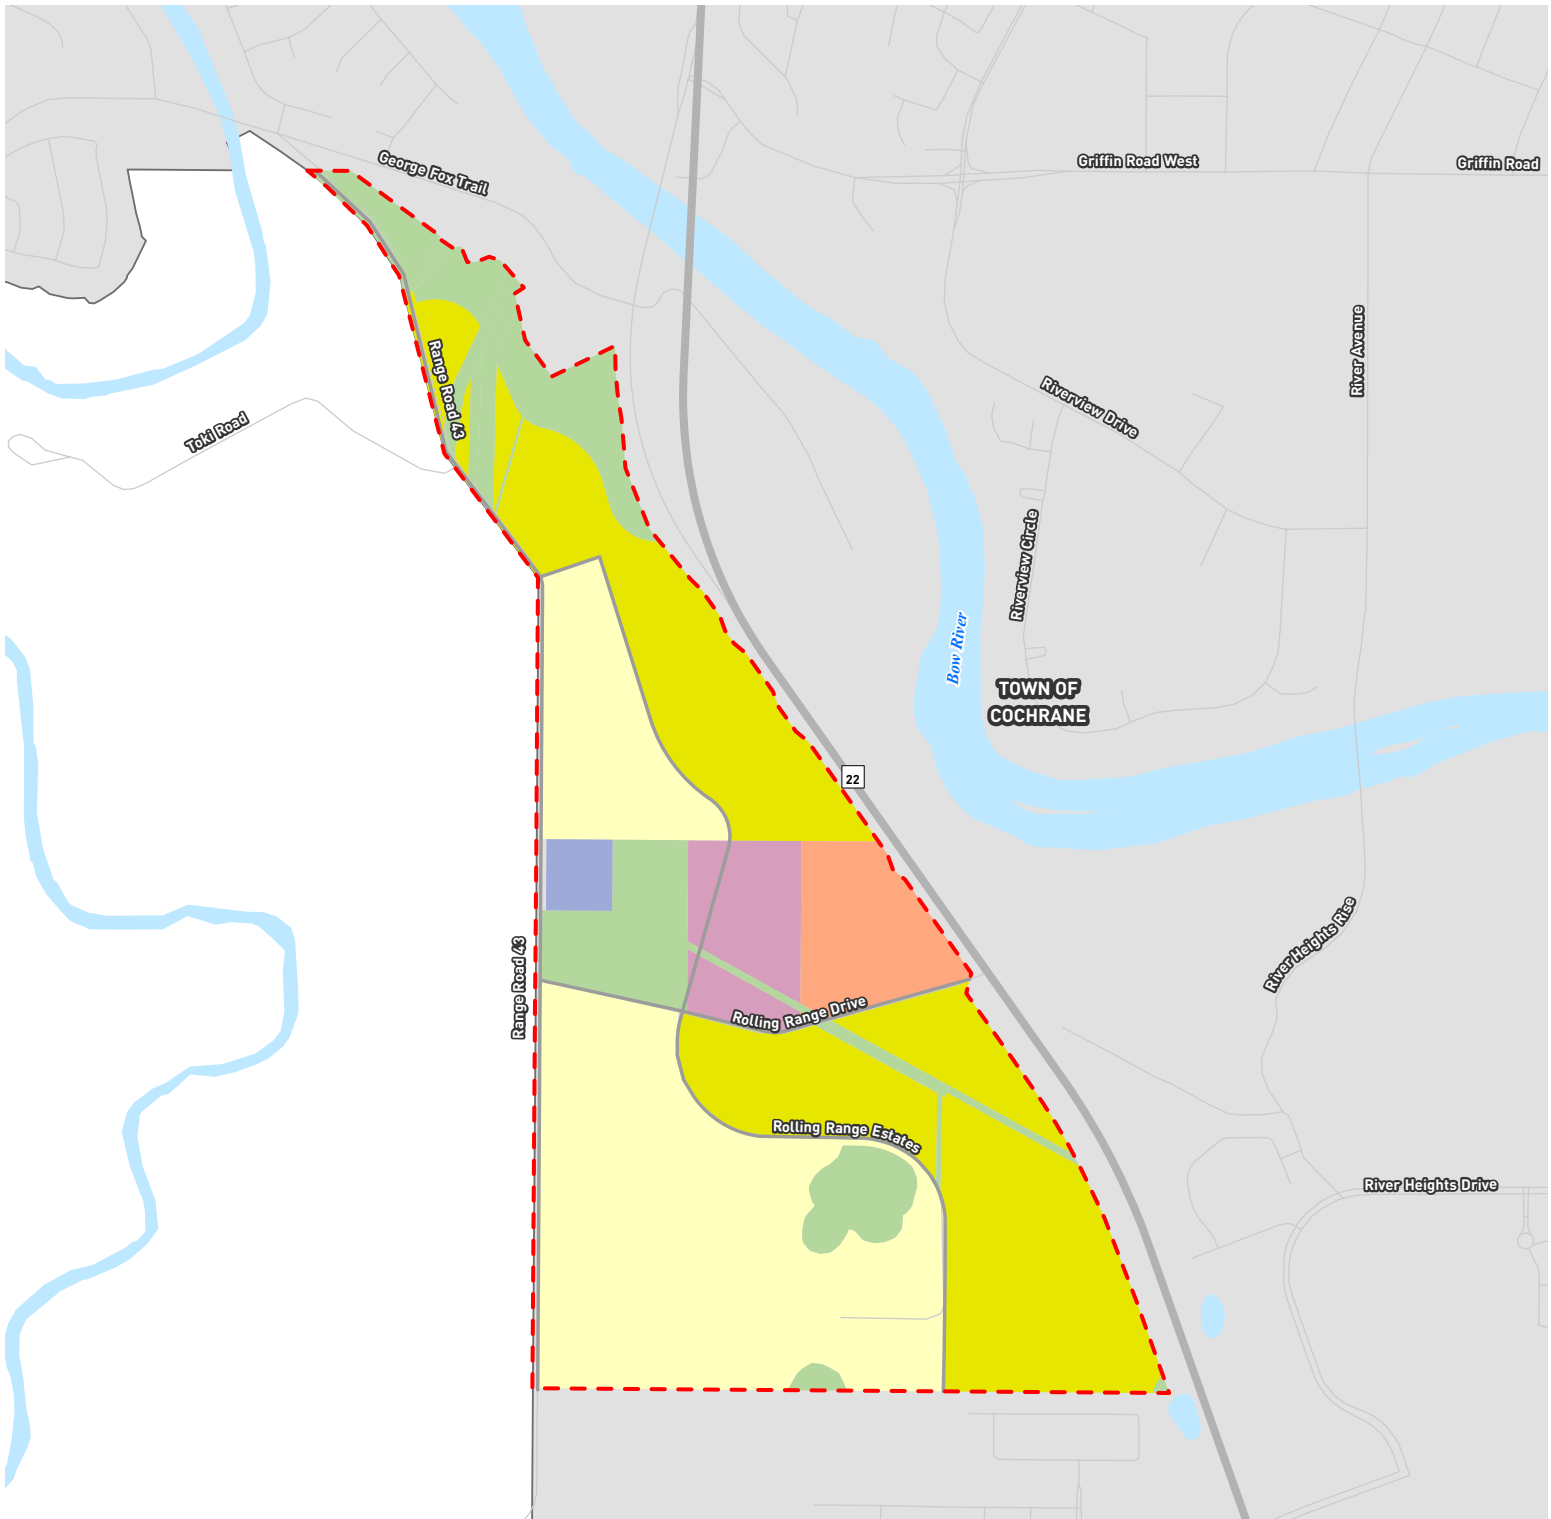 George Fox Trail
Griffin Road West
Griffin Road
River Avenue
Range Road 43
Riverview Drive
Toki Road
Riverview Circle
Bow River
TOWN OF
COCHRANE
22
River Heights Rise
Range Road 43
Rolling Range Drive
Rolling Range Estates
River Heights Drive